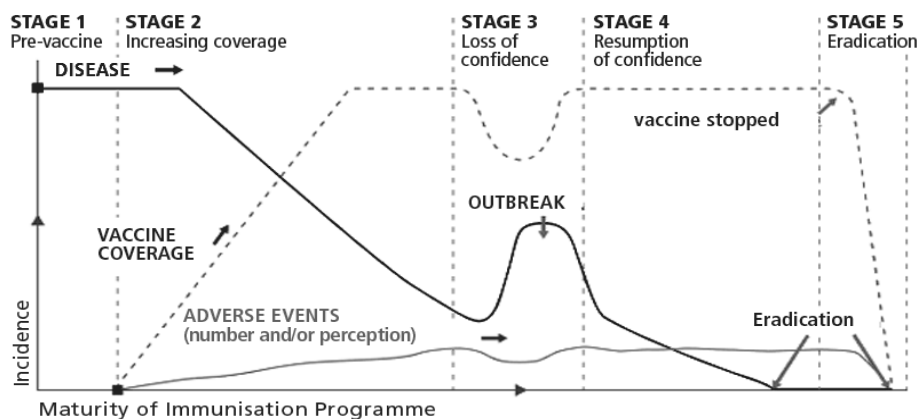 STAGE 1
Pre-vaccine
STAGE 2
Increasing coverage
STAGE 3
Loss of
confidence
STAGE 4
Resumption
of confidence
STAGE 5
Eradication
DISEASE
vaccine stopped
OUTBREAK
VACCINE
COVERAGE
ADVERSE EVENTS
(number and/or perception)
Eradication
Incidence
Maturity of Immunisation Programme